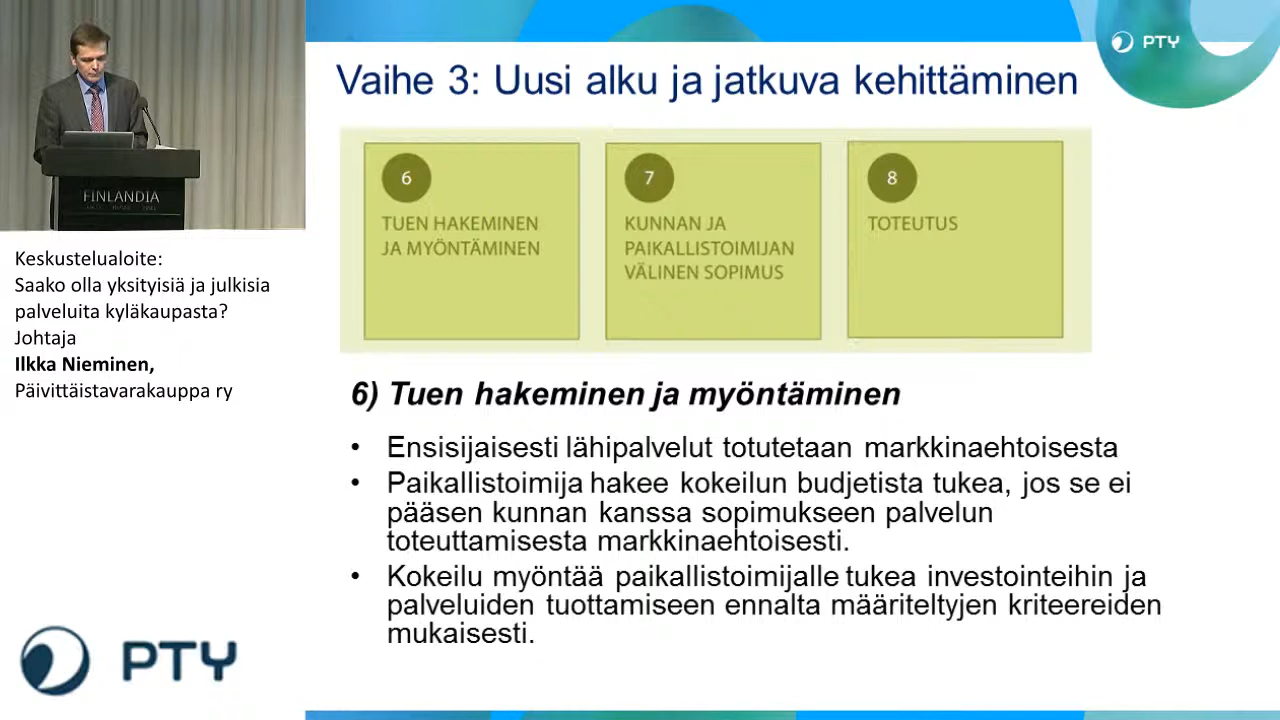 PTY
Vaihe 3: Uusi alku ja jatkuva kehittäminen
6
TUEN HAKEMINEN
JA MYÖNTÄMINEN
7
KUNNAN JA
PAIKALLISTOIMIJAN
VÄLINEN SOPIMUS
8
TOTEUTUS
FINLANDIA
Keskustelualoite:
Saako olla yksityisiä ja julkisia
palveluita kyläkaupasta?
Johtaja
Ilkka Nieminen,
Päivittäistavarakauppa ry
6) Tuen hakeminen ja myöntäminen
• Ensisijaisesti lähipalvelut totutetaan markkinaehtoisesta
• Paikallistoimija hakee kokeilun budjetista tukea, jos se ei
pääsen kunnan kanssa sopimukseen palvelun
toteuttamisesta markkinaehtoisesti.
• Kokeilu myöntää paikallistoimijalle tukea investointeihin ja
palveluiden tuottamiseen ennalta määriteltyjen kriteereiden
mukaisesti.
PTY